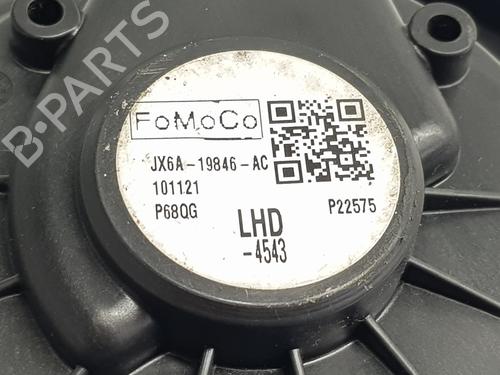 B-PARTS
FoMoCo
JX6A-19846-AC
101121
P68QG
LHD
P22575
-4543